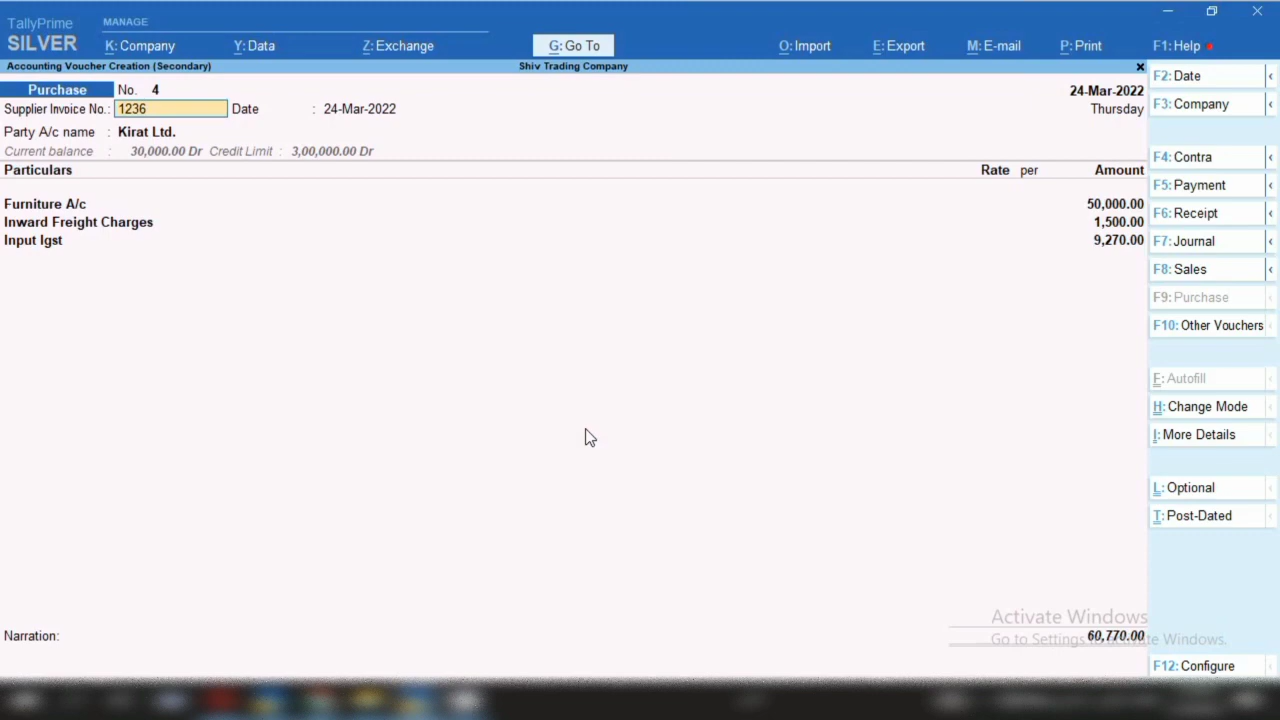 TallyPrime
MANAGE
SILVER
K: Company
Y: Data
Z: Exchange
G: Go To
O: Import
E: Export
M: E-mail
P: Print
F1: Help
Accounting Voucher Creation (Secondary)
Shiv Trading Company
Purchase No. 4
24-Mar-2022
Supplier Invoice No.: 1236 Date : 24-Mar-2022
Thursday
Party A/c name : Kirat Ltd.
Current balance : 30,000.00 Dr Credit Limit : 3,00,000.00 Dr
Particulars Rate per Amount
Furniture A/c 50,000.00
Inward Freight Charges 1,500.00
Input Igst 9,270.00
Narration: 60,770.00
F2: Date
F3: Company
F4: Contra
F5: Payment
F6: Receipt
F7: Journal
F8: Sales
F9: Purchase
F10: Other Vouchers
F: Autofill
H: Change Mode
I: More Details
L: Optional
T: Post-Dated
Activate Windows
Go to Settings to activate Windows.
F12: Configure